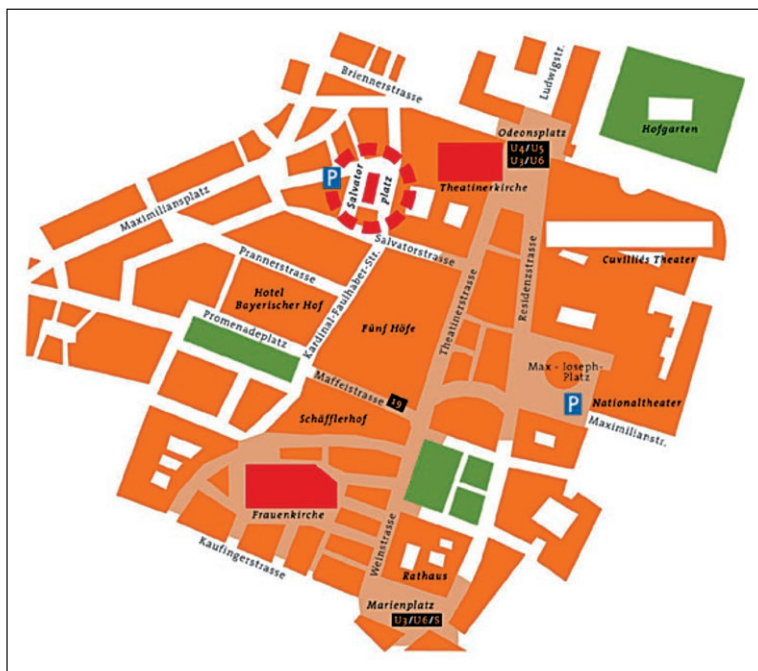 Briennerstrasse
Ludwigstr.
Odeonsplatz
U4/U5
U3/U6
Hofgarten
Theatinerkirche
P
Salvator
platz
Maximiliansplatz
Salvatorstrasse
Prannerstrasse
Kardinal-Faulhaber-Str.
Theatinerstrasse
Residenzstrasse
Cuvilliés Theater
Hotel
Bayerischer Hof
Promenadeplatz
Fünf Höfe
Max-Joseph-
Platz
Maffeistrasse
19
P
Nationaltheater
Maximilianstr.
Schäfflerhof
Frauenkirche
Kaufingerstrasse
Weinstrasse
Rathaus
Marienplatz
U3/U6/S